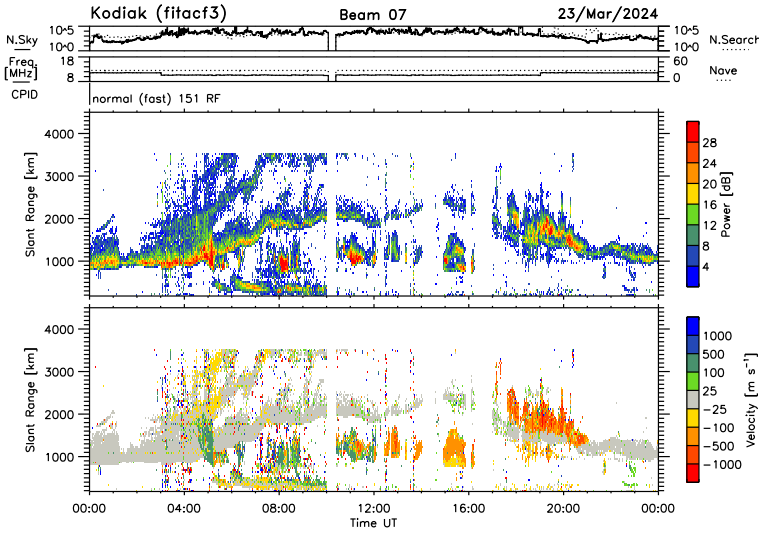 Kodiak (fitacf3) Beam 07 23/Mar/2024
N.Sky 10^5 10^0 10^5 10^0 N.Search
Freq. [MHz] 18 8 60 0 Nave
CPID normal (fast) 151 RF
Slant Range [km] 4000 3000 2000 1000
Power [dB] 28 24 20 16 12 8 4
Slant Range [km] 4000 3000 2000 1000
Velocity [m s^-1] 1000 500 100 25 -25 -100 -500 -1000
00:00 04:00 08:00 12:00 16:00 20:00 00:00
Time UT